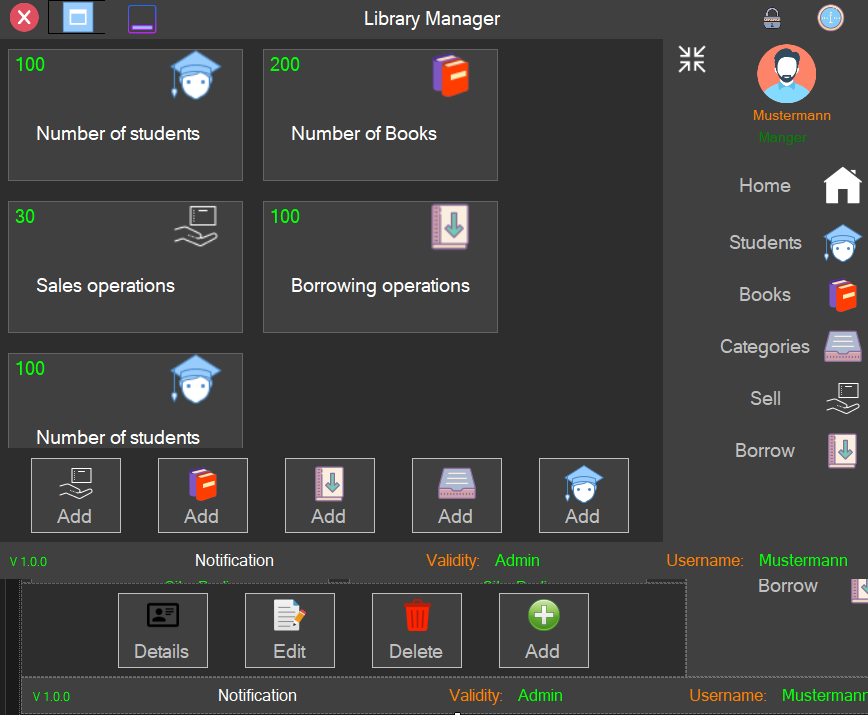 Library Manager
100
Number of students
200
Number of Books
30
Sales operations
100
Borrowing operations
100
Number of students
Add
Add
Add
Add
Add
Mustermann
Manger
Home
Students
Books
Categories
Sell
Borrow
V 1.0.0 Notification Validity: Admin Username: Mustermann
Borrow
Details
Edit
Delete
Add
V 1.0.0 Notification Validity: Admin Username: Mustermann